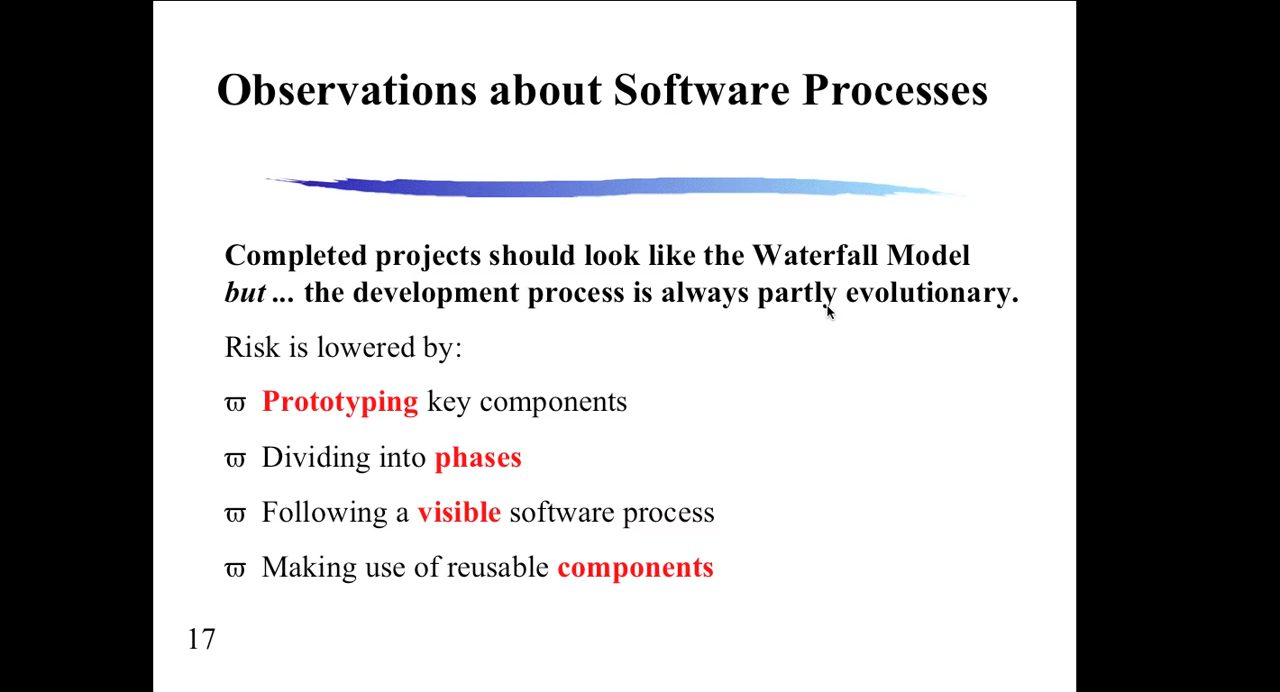 Observations about Software Processes
Completed projects should look like the Waterfall Model
but ... the development process is always partly evolutionary.
Risk is lowered by:
ϖ Prototyping key components
ϖ Dividing into phases
ϖ Following a visible software process
ϖ Making use of reusable components
17